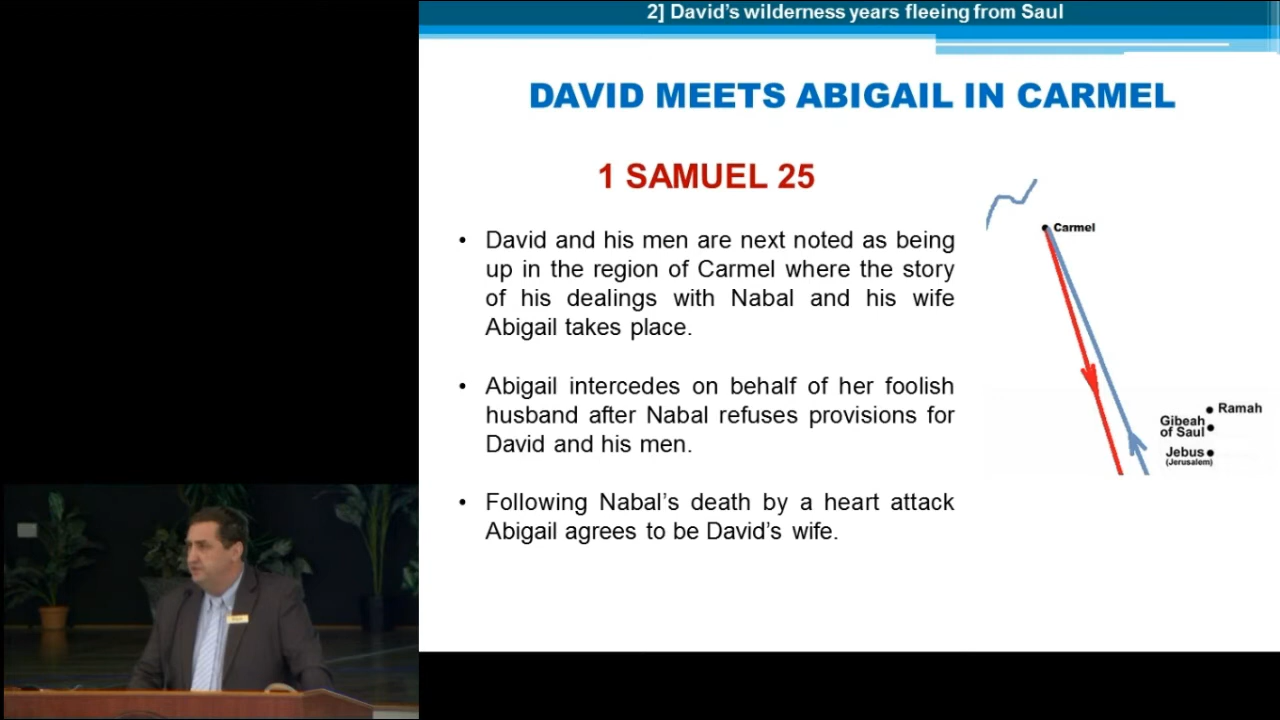 2] David's wilderness years fleeing from Saul
DAVID MEETS ABIGAIL IN CARMEL
1 SAMUEL 25
• David and his men are next noted as being
up in the region of Carmel where the story
of his dealings with Nabal and his wife
Abigail takes place.
• Abigail intercedes on behalf of her foolish
husband after Nabal refuses provisions for
David and his men.
• Following Nabal's death by a heart attack
Abigail agrees to be David's wife.
Carmel
Ramah
Gibeah
of Saul
Jebus
(Jerusalem)